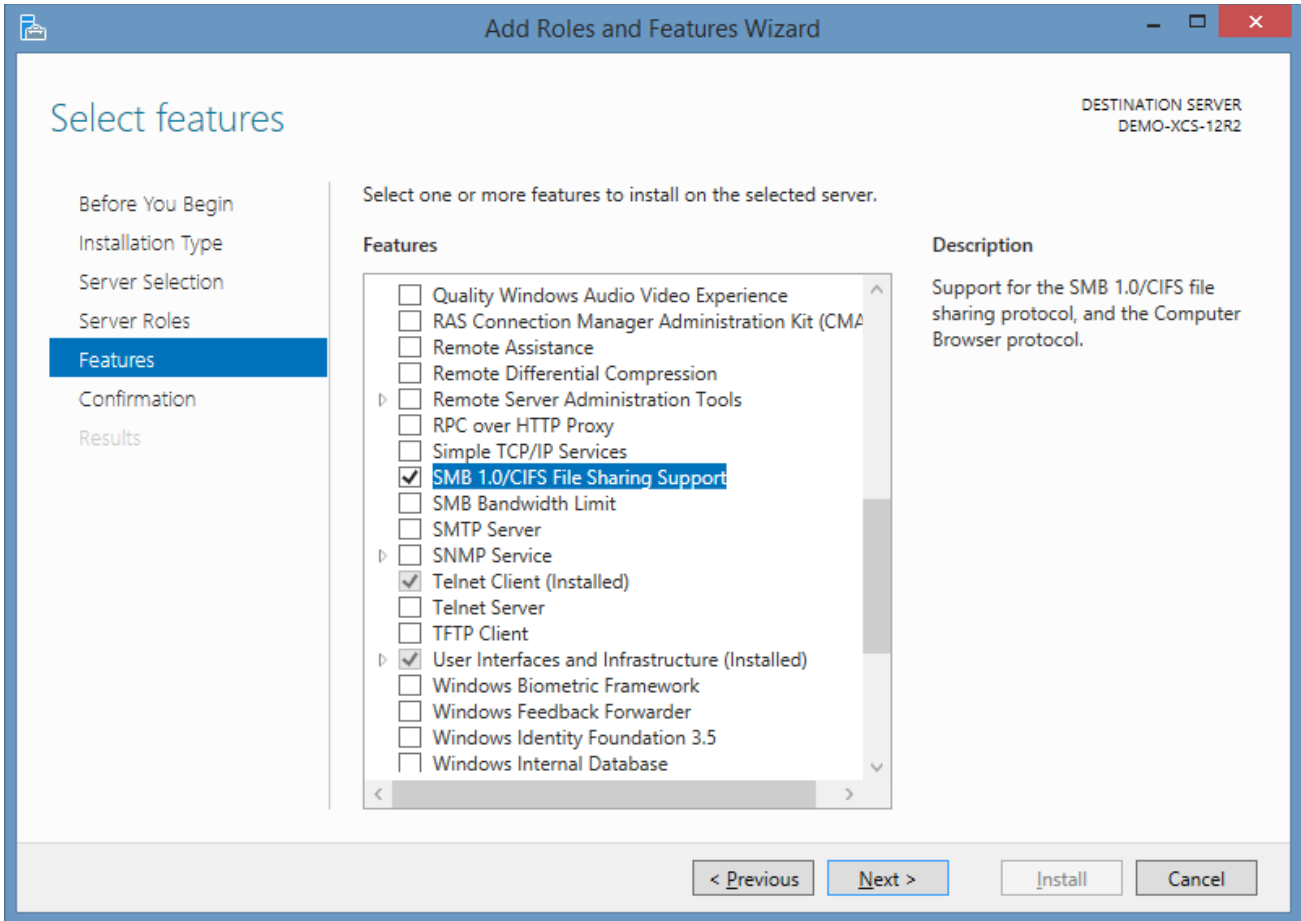 Add Roles and Features Wizard
Select features
DESTINATION SERVER
DEMO-XCS-12R2
Before You Begin
Installation Type
Server Selection
Server Roles
Features
Confirmation
Results
Select one or more features to install on the selected server.
Features
Quality Windows Audio Video Experience
RAS Connection Manager Administration Kit (CMA
Remote Assistance
Remote Differential Compression
Remote Server Administration Tools
RPC over HTTP Proxy
Simple TCP/IP Services
SMB 1.0/CIFS File Sharing Support
SMB Bandwidth Limit
SMTP Server
SNMP Service
Telnet Client (Installed)
Telnet Server
TFTP Client
User Interfaces and Infrastructure (Installed)
Windows Biometric Framework
Windows Feedback Forwarder
Windows Identity Foundation 3.5
Windows Internal Database
Description
Support for the SMB 1.0/CIFS file
sharing protocol, and the Computer
Browser protocol.
< Previous
Next >
Install
Cancel